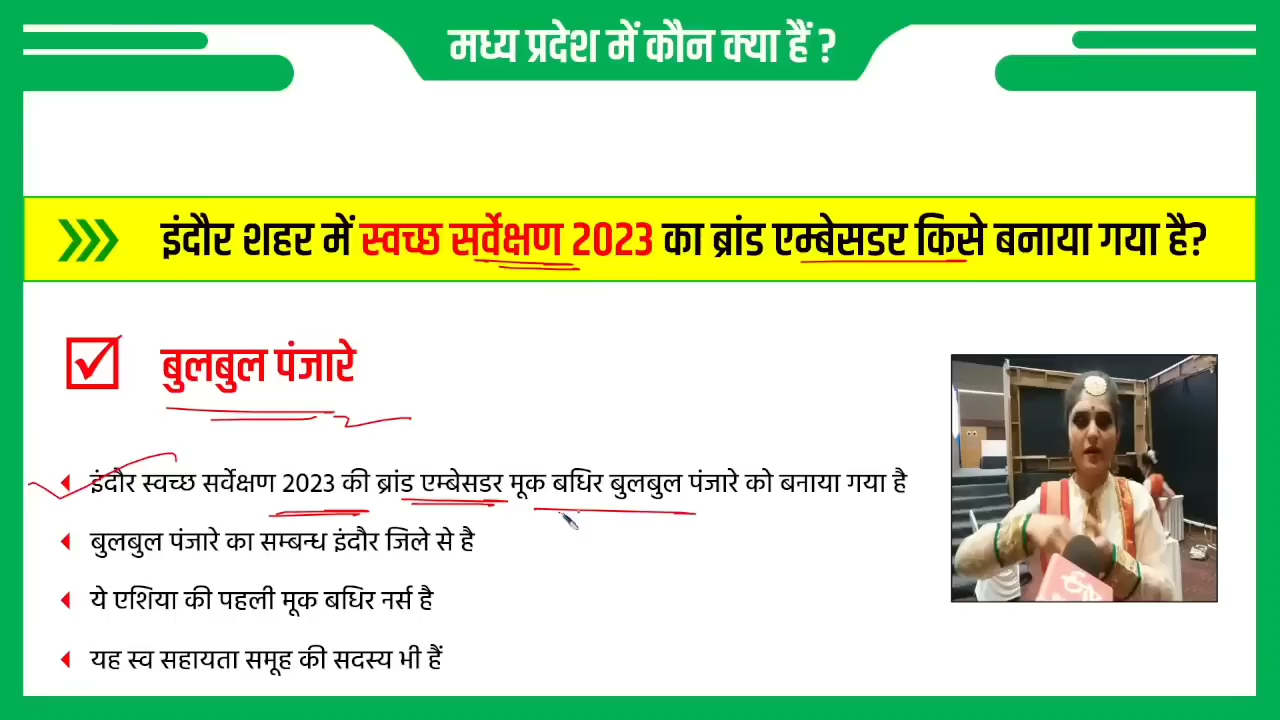 मध्य प्रदेश में कौन क्या हैं ?
इंदौर शहर में स्वच्छ सर्वेक्षण 2023 का ब्रांड एम्बेसडर किसे बनाया गया है?
बुलबुल पंजारे
इंदौर स्वच्छ सर्वेक्षण 2023 की ब्रांड एम्बेसडर मूक बधिर बुलबुल पंजारे को बनाया गया है
बुलबुल पंजारे का सम्बन्ध इंदौर जिले से है
ये एशिया की पहली मूक बधिर नर्स है
यह स्व सहायता समूह की सदस्य भी हैं